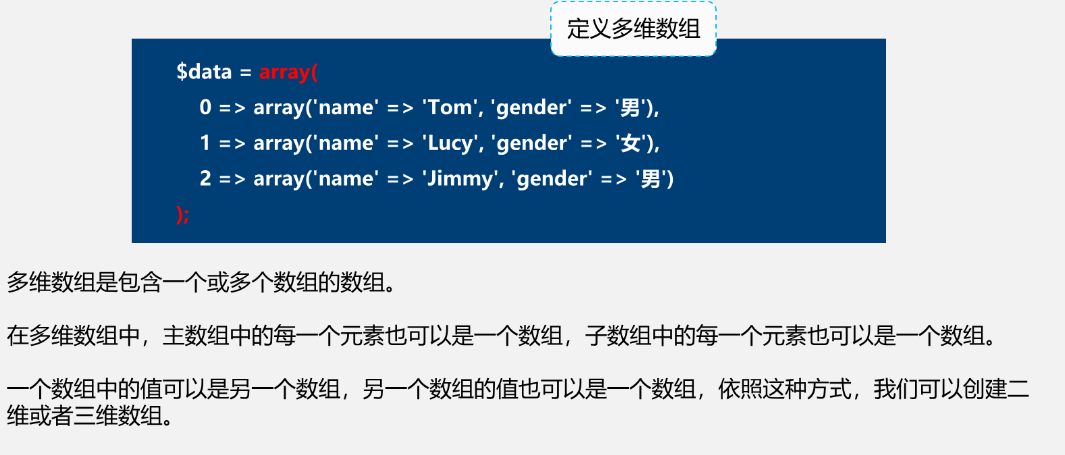 定义多维数组
$data = array(
0 => array('name' => 'Tom', 'gender' => '男'),
1 => array('name' => 'Lucy', 'gender' => '女'),
2 => array('name' => 'Jimmy', 'gender' => '男')
);
多维数组是包含一个或多个数组的数组。
在多维数组中，主数组中的每一个元素也可以是一个数组，子数组中的每一个元素也可以是一个数组。
一个数组中的值可以是另一个数组，另一个数组的值也可以是一个数组，依照这种方式，我们可以创建二
维或者三维数组。